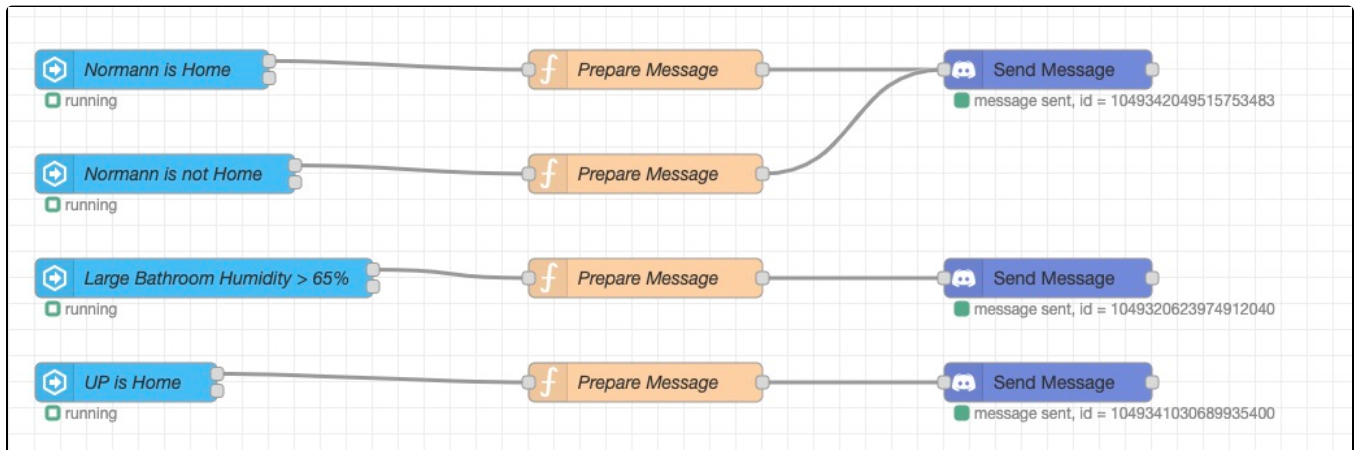 Normann is Home
Prepare Message
Send Message
running
message sent, id = 1049342049515753483
Normann is not Home
Prepare Message
running
Large Bathroom Humidity > 65%
Prepare Message
Send Message
running
message sent, id = 1049320623974912040
UP is Home
Prepare Message
Send Message
running
message sent, id = 1049341030689935400